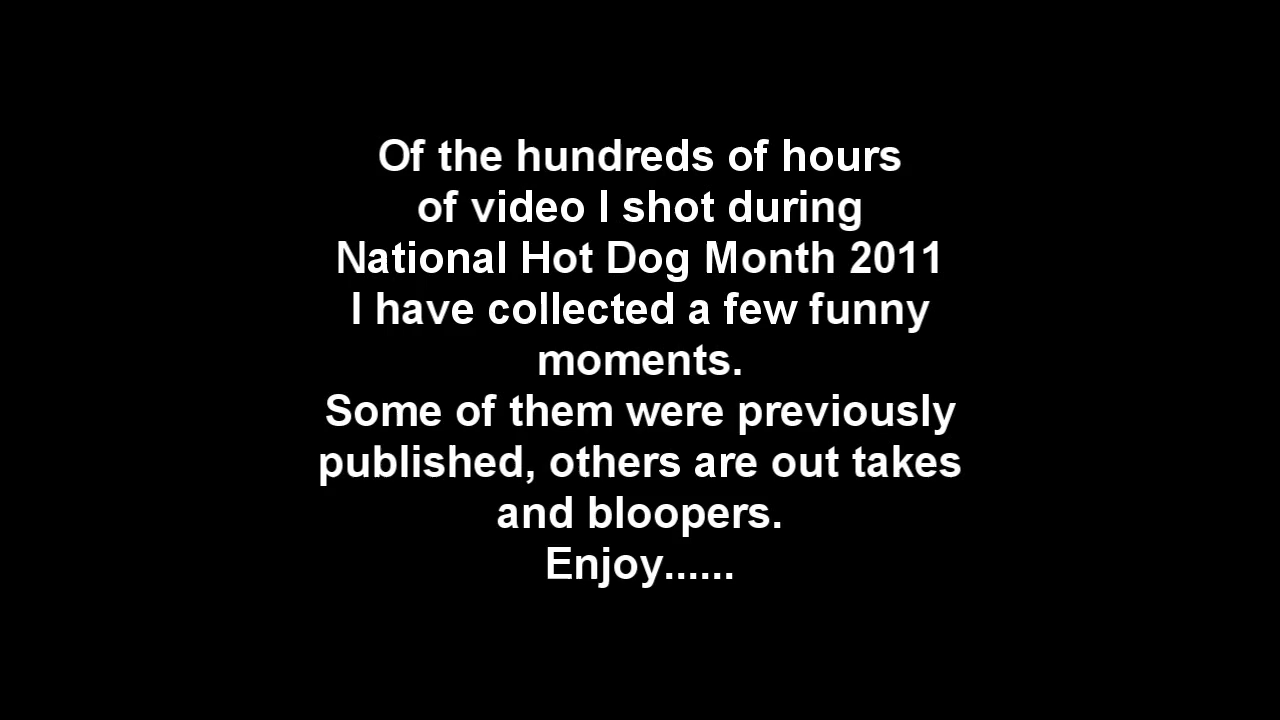 Of the hundreds of hours
of video I shot during
National Hot Dog Month 2011
I have collected a few funny
moments.
Some of them were previously
published, others are out takes
and bloopers.
Enjoy......